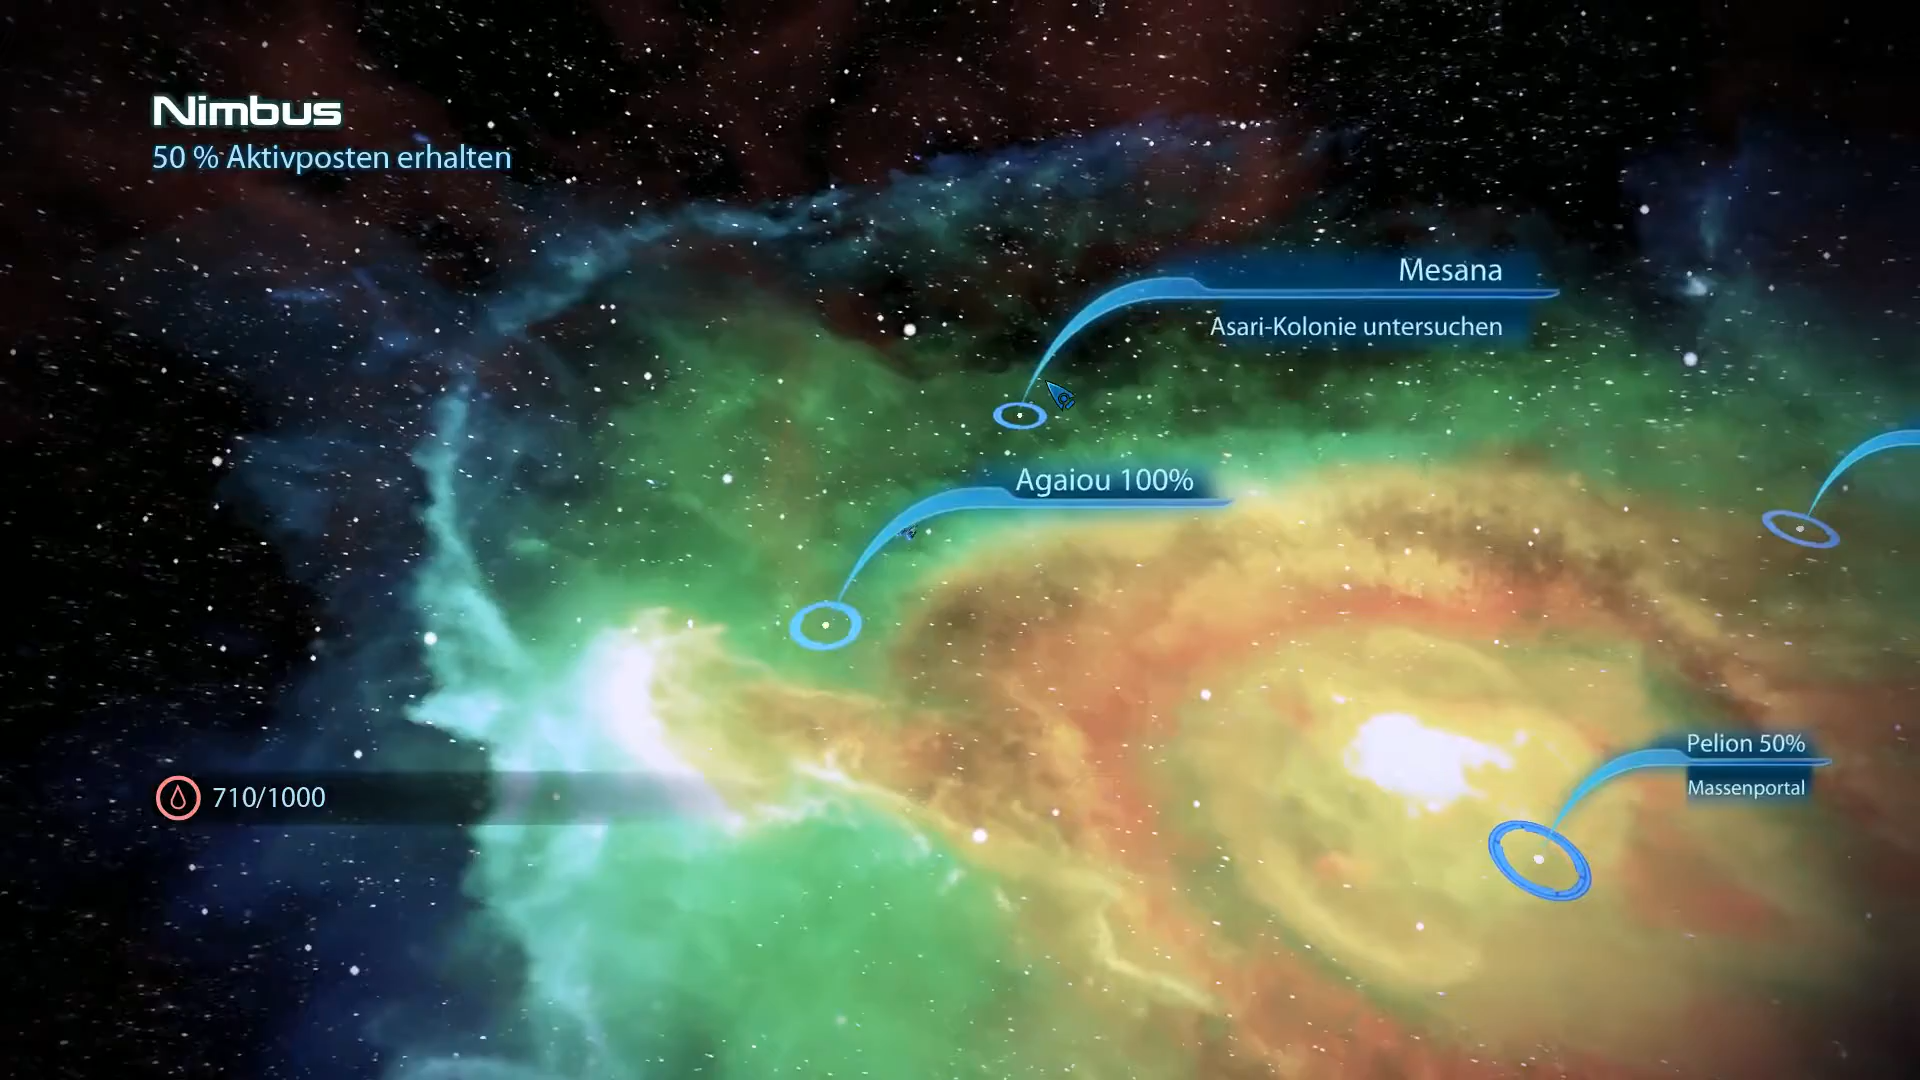 Nimbus
50 % Aktivposten erhalten
Mesana
Asari-Kolonie untersuchen
Agaiou 100%
Pelion 50%
Massenportal
710/1000